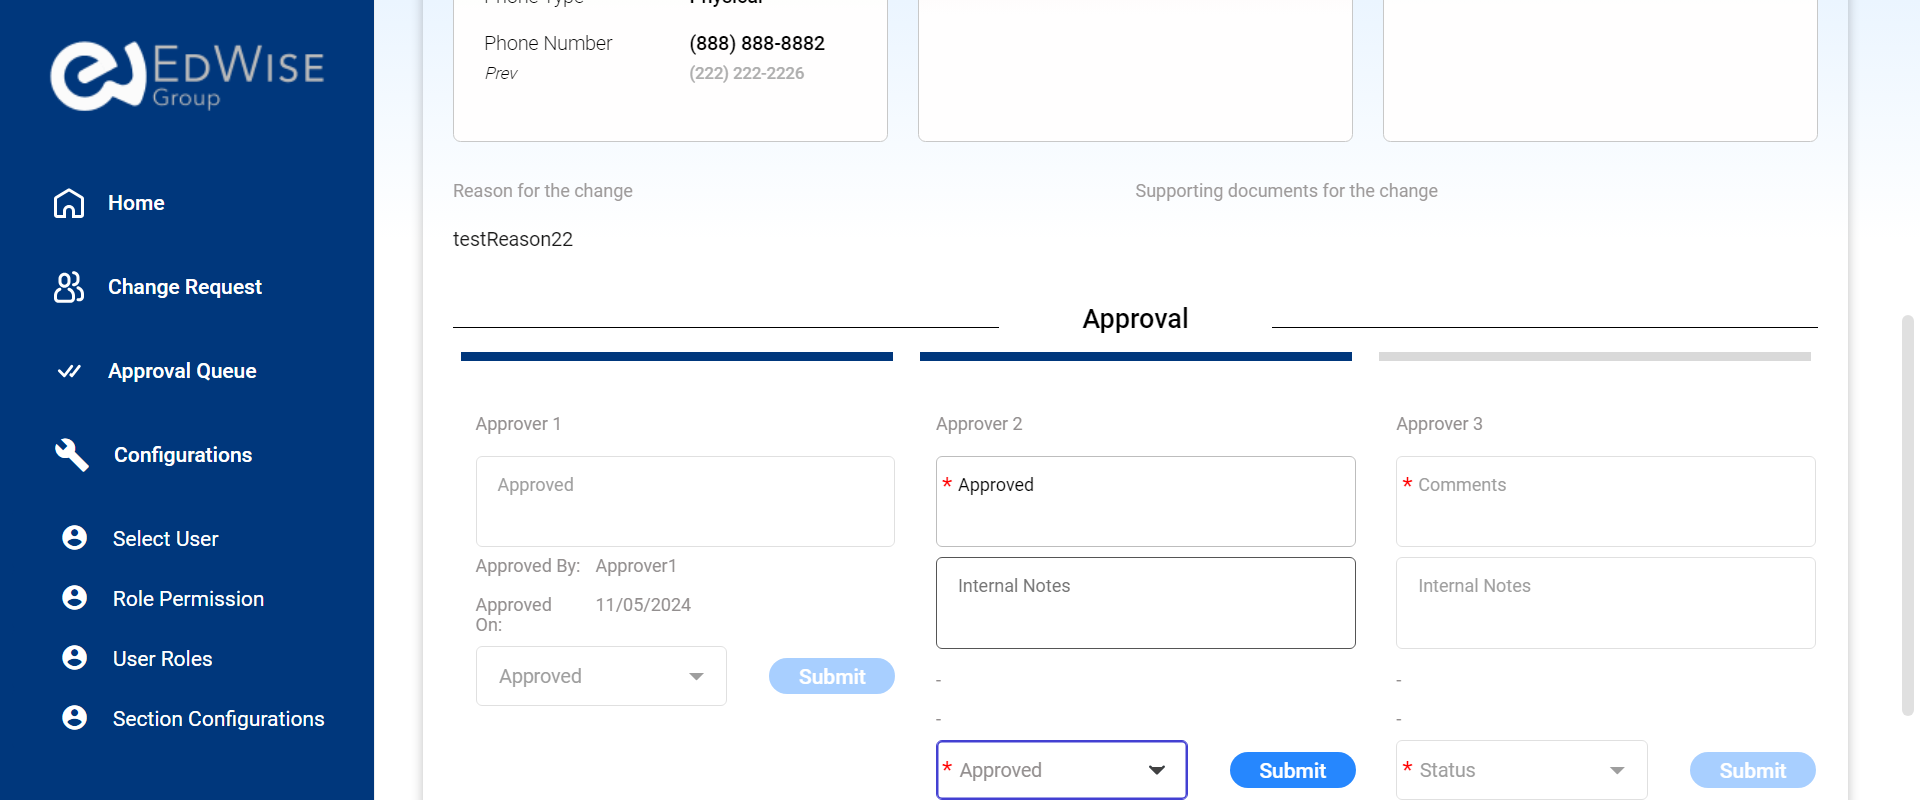 EDWISE
Group
Home
Change Request
Approval Queue
Configurations
Select User
Role Permission
User Roles
Section Configurations
Phone Type Physical
Phone Number (888) 888-8882
Prev (222) 222-2226
Reason for the change
Supporting documents for the change
testReason22
Approval
Approver 1
Approved
Approved By: Approver1
Approved On: 11/05/2024
Approved
Submit
Approver 2
* Approved
Internal Notes
-
-
* Approved
Submit
Approver 3
* Comments
Internal Notes
-
-
* Status
Submit